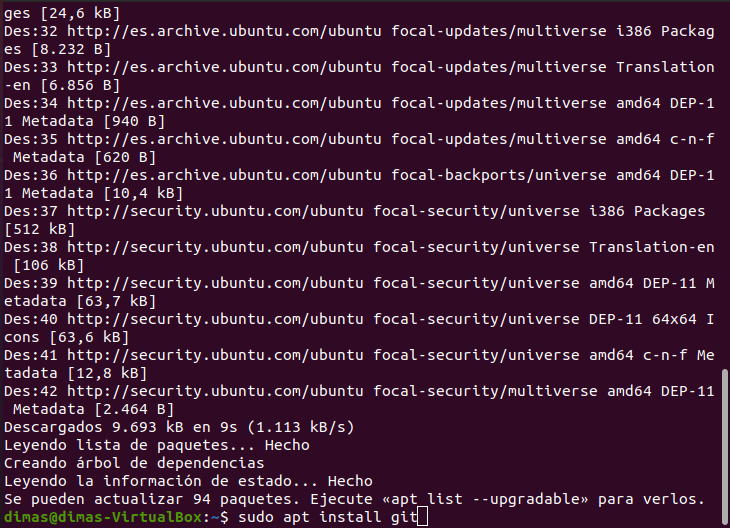 ges [24,6 kB]
Des:32 http://es.archive.ubuntu.com/ubuntu focal-updates/multiverse i386 Packag
es [8.232 B]
Des:33 http://es.archive.ubuntu.com/ubuntu focal-updates/multiverse Translation
-en [6.856 B]
Des:34 http://es.archive.ubuntu.com/ubuntu focal-updates/multiverse amd64 DEP-1
1 Metadata [940 B]
Des:35 http://es.archive.ubuntu.com/ubuntu focal-updates/multiverse amd64 c-n-f
 Metadata [620 B]
Des:36 http://es.archive.ubuntu.com/ubuntu focal-backports/universe amd64 DEP-1
1 Metadata [10,4 kB]
Des:37 http://security.ubuntu.com/ubuntu focal-security/universe i386 Packages
[512 kB]
Des:38 http://security.ubuntu.com/ubuntu focal-security/universe Translation-en
 [106 kB]
Des:39 http://security.ubuntu.com/ubuntu focal-security/universe amd64 DEP-11 M
etadata [63,7 kB]
Des:40 http://security.ubuntu.com/ubuntu focal-security/universe DEP-11 64x64 I
cons [63,6 kB]
Des:41 http://security.ubuntu.com/ubuntu focal-security/universe amd64 c-n-f Me
tadata [12,8 kB]
Des:42 http://security.ubuntu.com/ubuntu focal-security/multiverse amd64 DEP-11
 Metadata [2.464 B]
Descargados 9.693 kB en 9s (1.113 kB/s)
Leyendo lista de paquetes... Hecho
Creando árbol de dependencias
Leyendo la información de estado... Hecho
Se pueden actualizar 94 paquetes. Ejecute «apt list --upgradable» para verlos.
dimas@dimas-VirtualBox:~$ sudo apt install git